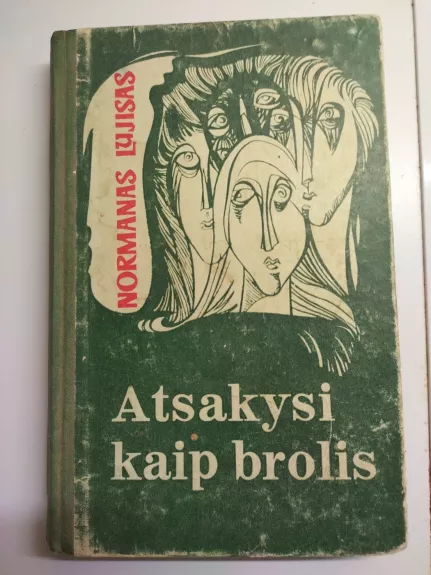 NORMANAS LUJISAS
Atsakysi
kaip brolis